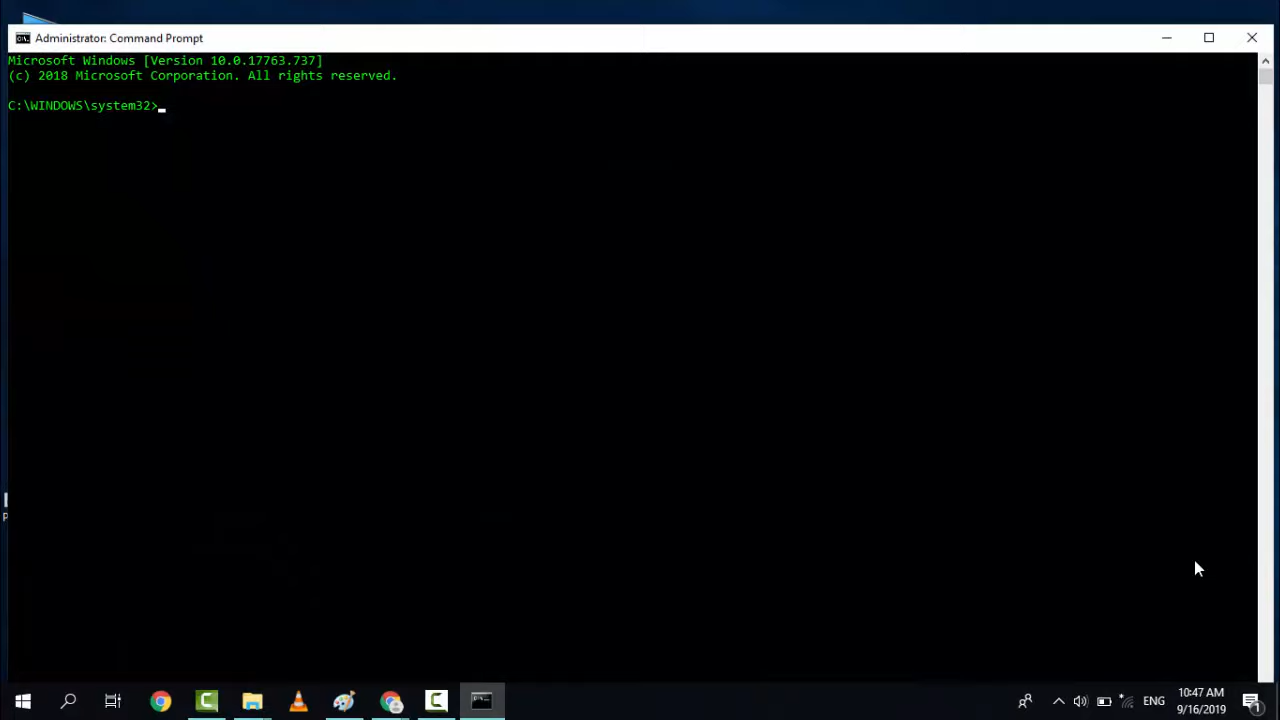 Administrator: Command Prompt
Microsoft Windows [Version 10.0.17763.737]
(c) 2018 Microsoft Corporation. All rights reserved.
C:\WINDOWS\system32>
ENG
10:47 AM
9/16/2019
1